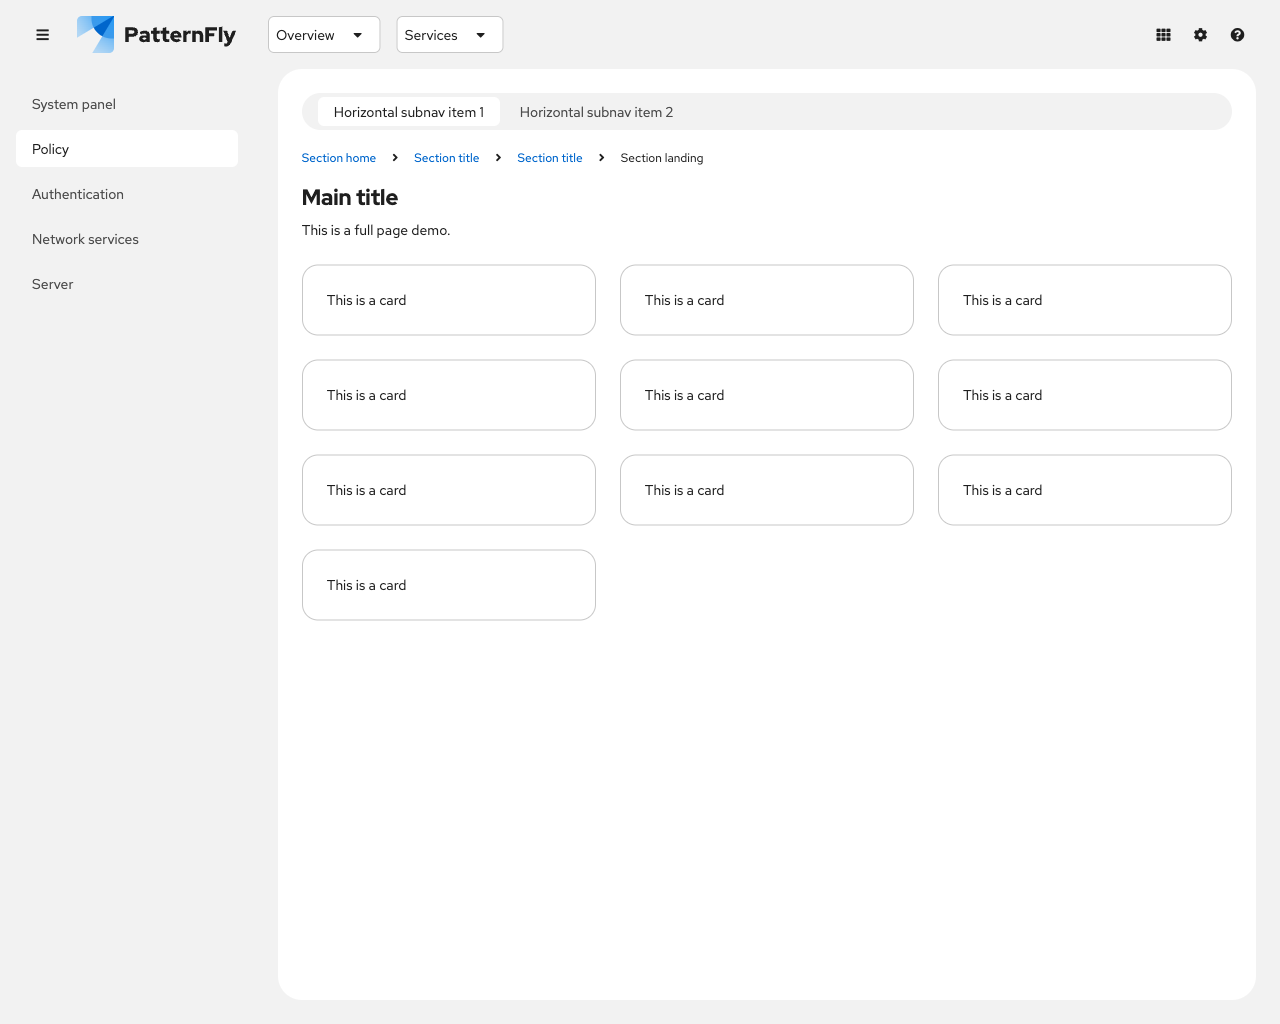 PatternFly
Overview
Services
System panel
Policy
Authentication
Network services
Server
Horizontal subnav item 1
Horizontal subnav item 2
Section home
Section title
Section title
Section landing
Main title
This is a full page demo.
This is a card
This is a card
This is a card
This is a card
This is a card
This is a card
This is a card
This is a card
This is a card
This is a card